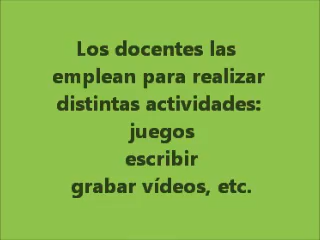 Los docentes las
emplean para realizar
distintas actividades:
juegos
escribir
grabar vídeos, etc.